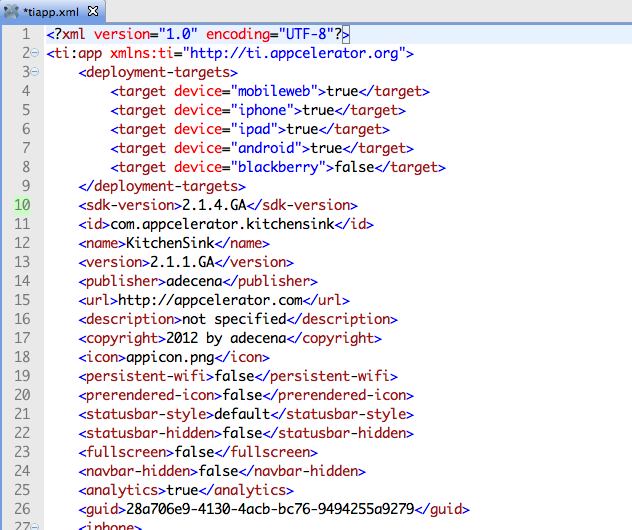 *tiapp.xml
1 <?xml version="1.0" encoding="UTF-8"?>
2 <ti:app xmlns:ti="http://ti.appcelerator.org">
3 <deployment-targets>
4 <target device="mobileweb">true</target>
5 <target device="iphone">true</target>
6 <target device="ipad">true</target>
7 <target device="android">true</target>
8 <target device="blackberry">false</target>
9 </deployment-targets>
10 <sdk-version>2.1.4.GA</sdk-version>
11 <id>com.appcelerator.kitchensink</id>
12 <name>KitchenSink</name>
13 <version>2.1.1.GA</version>
14 <publisher>adecena</publisher>
15 <url>http://appcelerator.com</url>
16 <description>not specified</description>
17 <copyright>2012 by adecena</copyright>
18 <icon>appicon.png</icon>
19 <persistent-wifi>false</persistent-wifi>
20 <prerendered-icon>false</prerendered-icon>
21 <statusbar-style>default</statusbar-style>
22 <statusbar-hidden>false</statusbar-hidden>
23 <fullscreen>false</fullscreen>
24 <navbar-hidden>false</navbar-hidden>
25 <analytics>true</analytics>
26 <guid>28a706e9-4130-4acb-bc76-9494255a9279</guid>
27 <iphone>